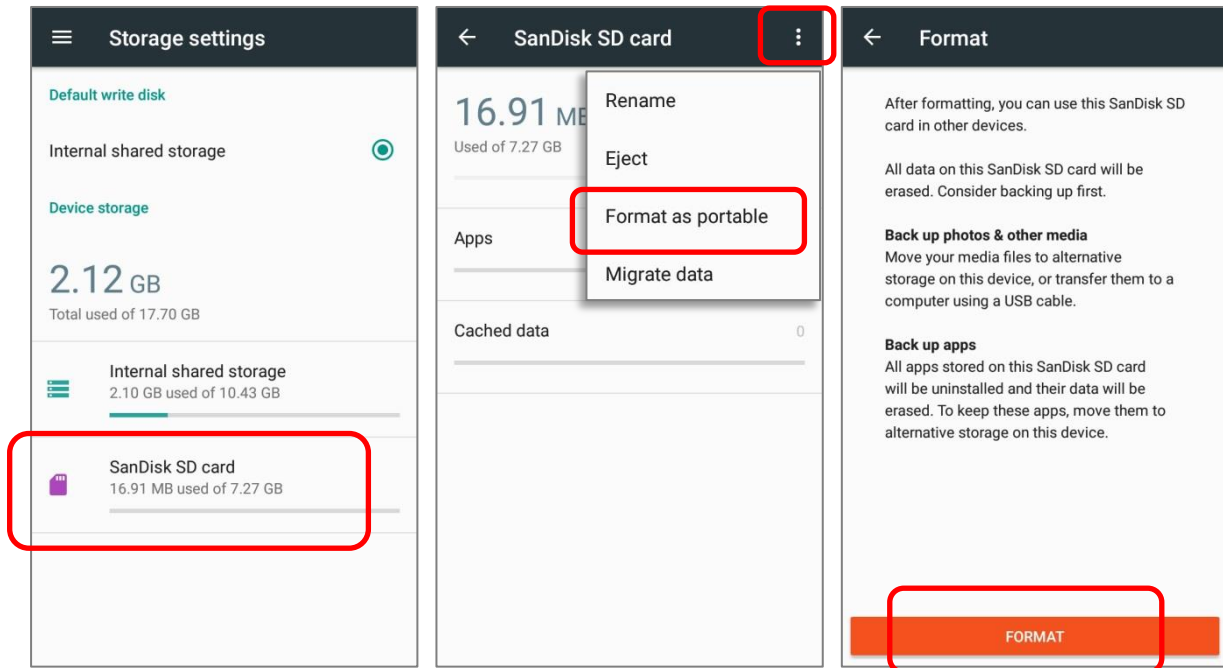 Storage settings
Default write disk
Internal shared storage
Device storage
2.12 GB
Total used of 17.70 GB
Internal shared storage
2.10 GB used of 10.43 GB
SanDisk SD card
16.91 MB used of 7.27 GB
SanDisk SD card
16.91 MB
Used of 7.27 GB
Apps
Cached data 0
Rename
Eject
Format as portable
Migrate data
Format
After formatting, you can use this SanDisk SD
card in other devices.
All data on this SanDisk SD card will be
erased. Consider backing up first.
Back up photos & other media
Move your media files to alternative
storage on this device, or transfer them to a
computer using a USB cable.
Back up apps
All apps stored on this SanDisk SD card
will be uninstalled and their data will be
erased. To keep these apps, move them to
alternative storage on this device.
FORMAT